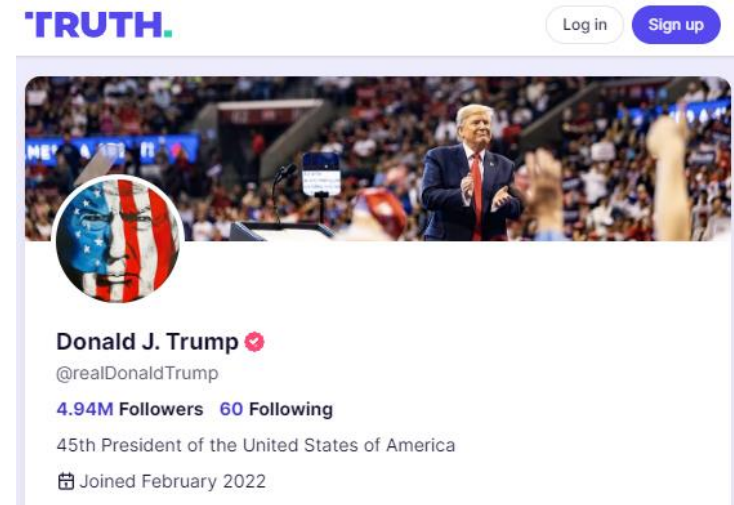 TRUTH.
Log in
Sign up
Donald J. Trump
@realDonaldTrump
4.94M Followers 60 Following
45th President of the United States of America
Joined February 2022